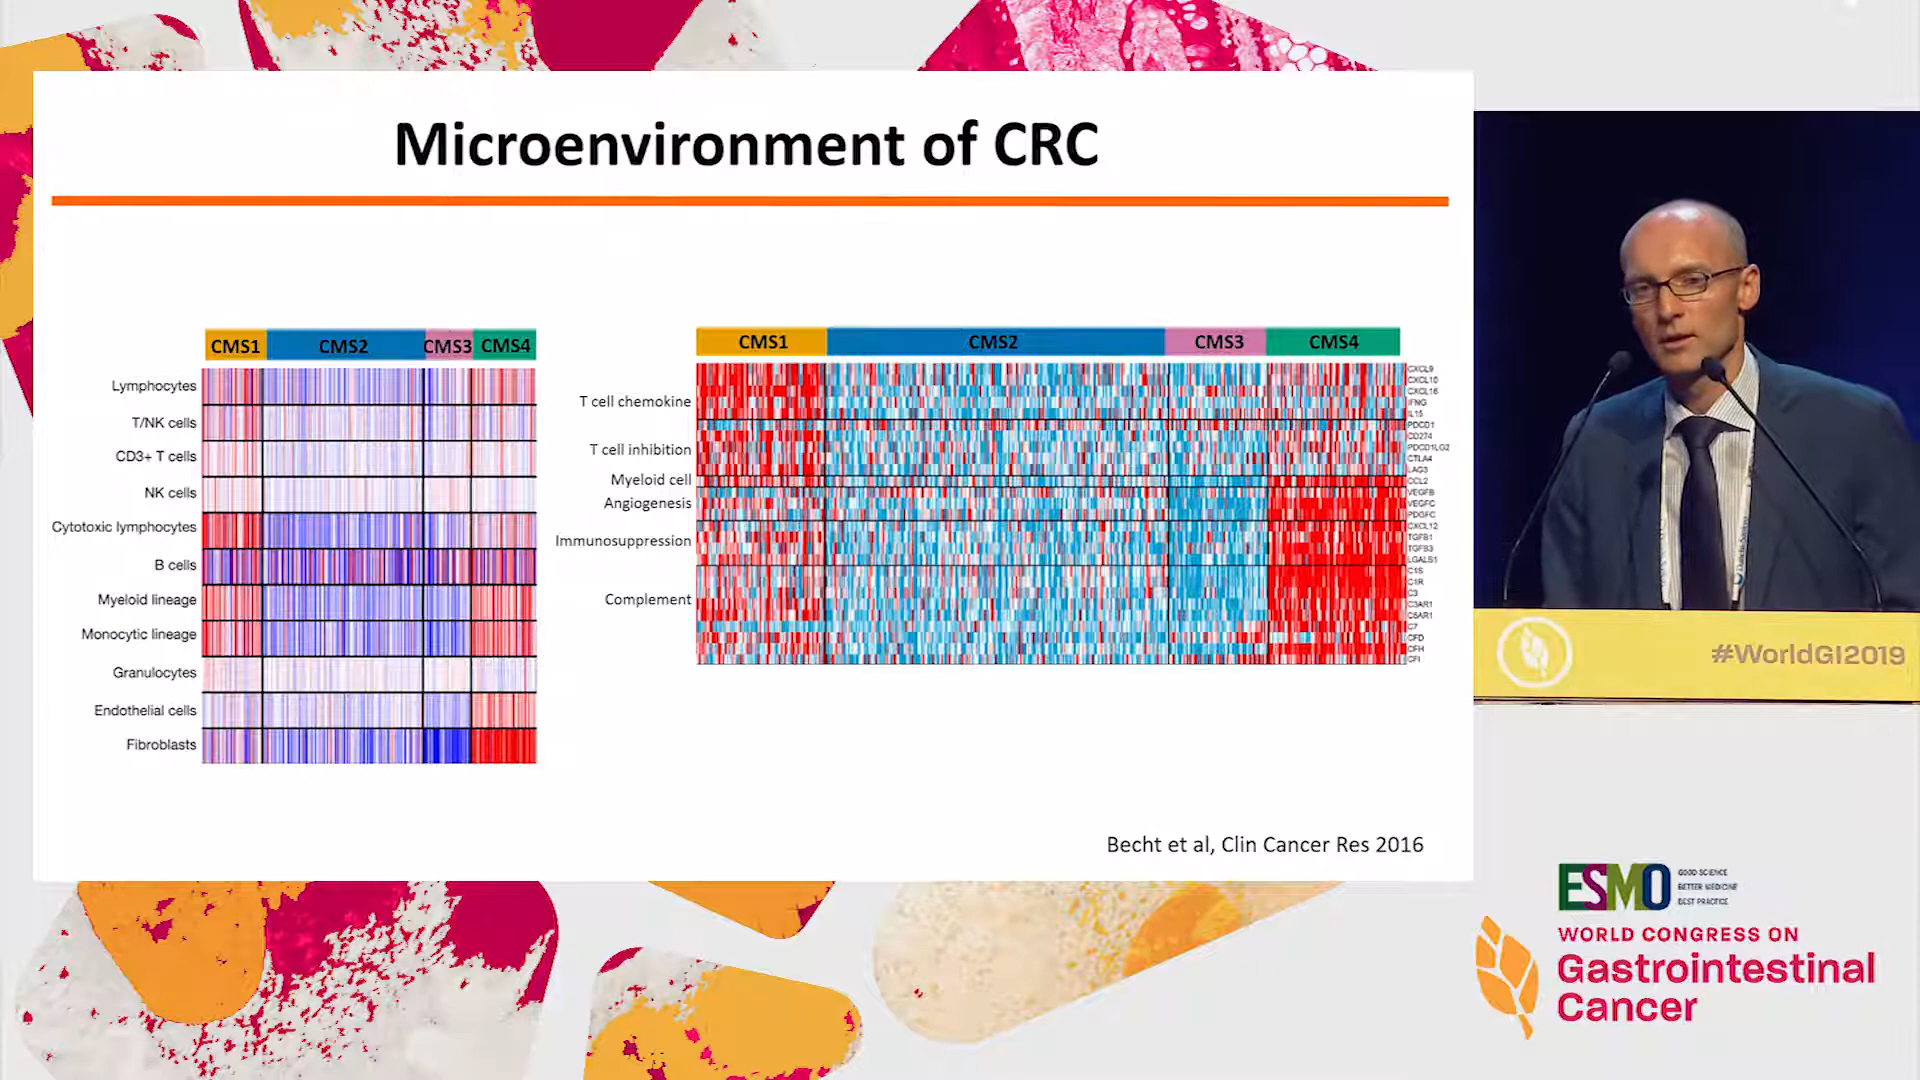 Microenvironment of CRC
CMS1 CMS2 CMS3 CMS4
Lymphocytes
T/NK cells
CD3+ T cells
NK cells
Cytotoxic lymphocytes
B cells
Myeloid lineage
Monocytic lineage
Granulocytes
Endothelial cells
Fibroblasts
CMS1 CMS2 CMS3 CMS4
T cell chemokine
T cell inhibition
Myeloid cell
Angiogenesis
Immunosuppression
Complement
CXCL9
CXCL10
CXCL16
IFNG
IL15
PDCD1
CD274
PDCD1LG2
CTLA4
LAG3
CCL2
VEGFB
VEGFC
PDGFC
CXCL12
TGFB1
TGFB3
LGALS1
C1S
C1R
C3
C3AR1
C5AR1
C7
CFD
CFH
CFI
Becht et al, Clin Cancer Res 2016
#WorldGI2019
ESMO
GOOD SCIENCE
BETTER MEDICINE
BEST PRACTICE
WORLD CONGRESS ON
Gastrointestinal
Cancer